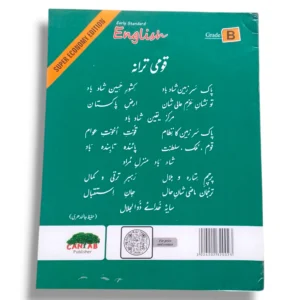 SUPER ECONOMY EDITION
Early Standard
English
Grade B
قومی ترانہ
پاک سرزمین شاد باد کشور حسین شاد باد
تو نشان عزم عالی شان ارض پاکستان
مرکز یقین شاد باد
پاک سرزمین کا نظام قوت اخوت عوام
قوم، ملک، سلطنت پائندہ تابندہ باد
شاد باد منزل مراد
پرچم ستارہ و ہلال رہبر ترقی و کمال
ترجمان ماضی شان حال جان استقبال
سایۂ خدائے ذوالجلال
CANTAB
Publisher